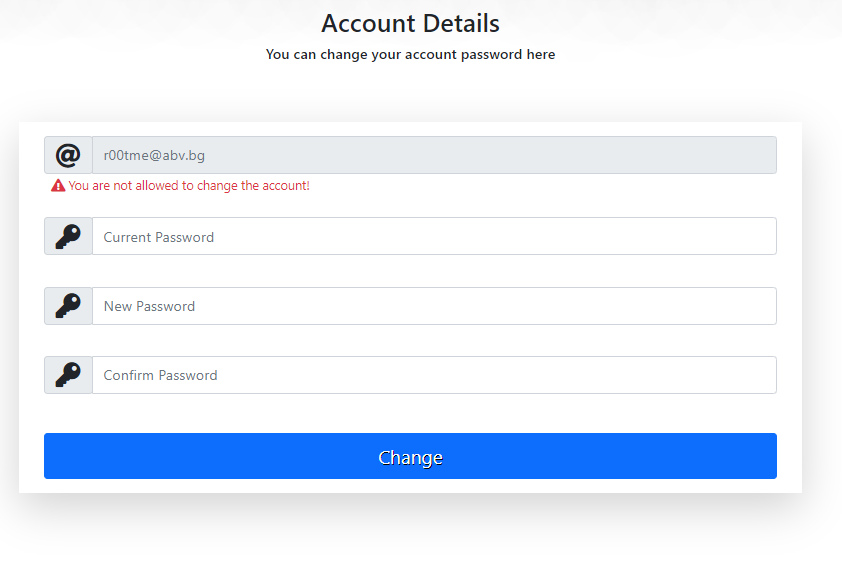 Account Details
You can change your account password here
@ r00tme@abv.bg
You are not allowed to change the account!
Current Password
New Password
Confirm Password
Change